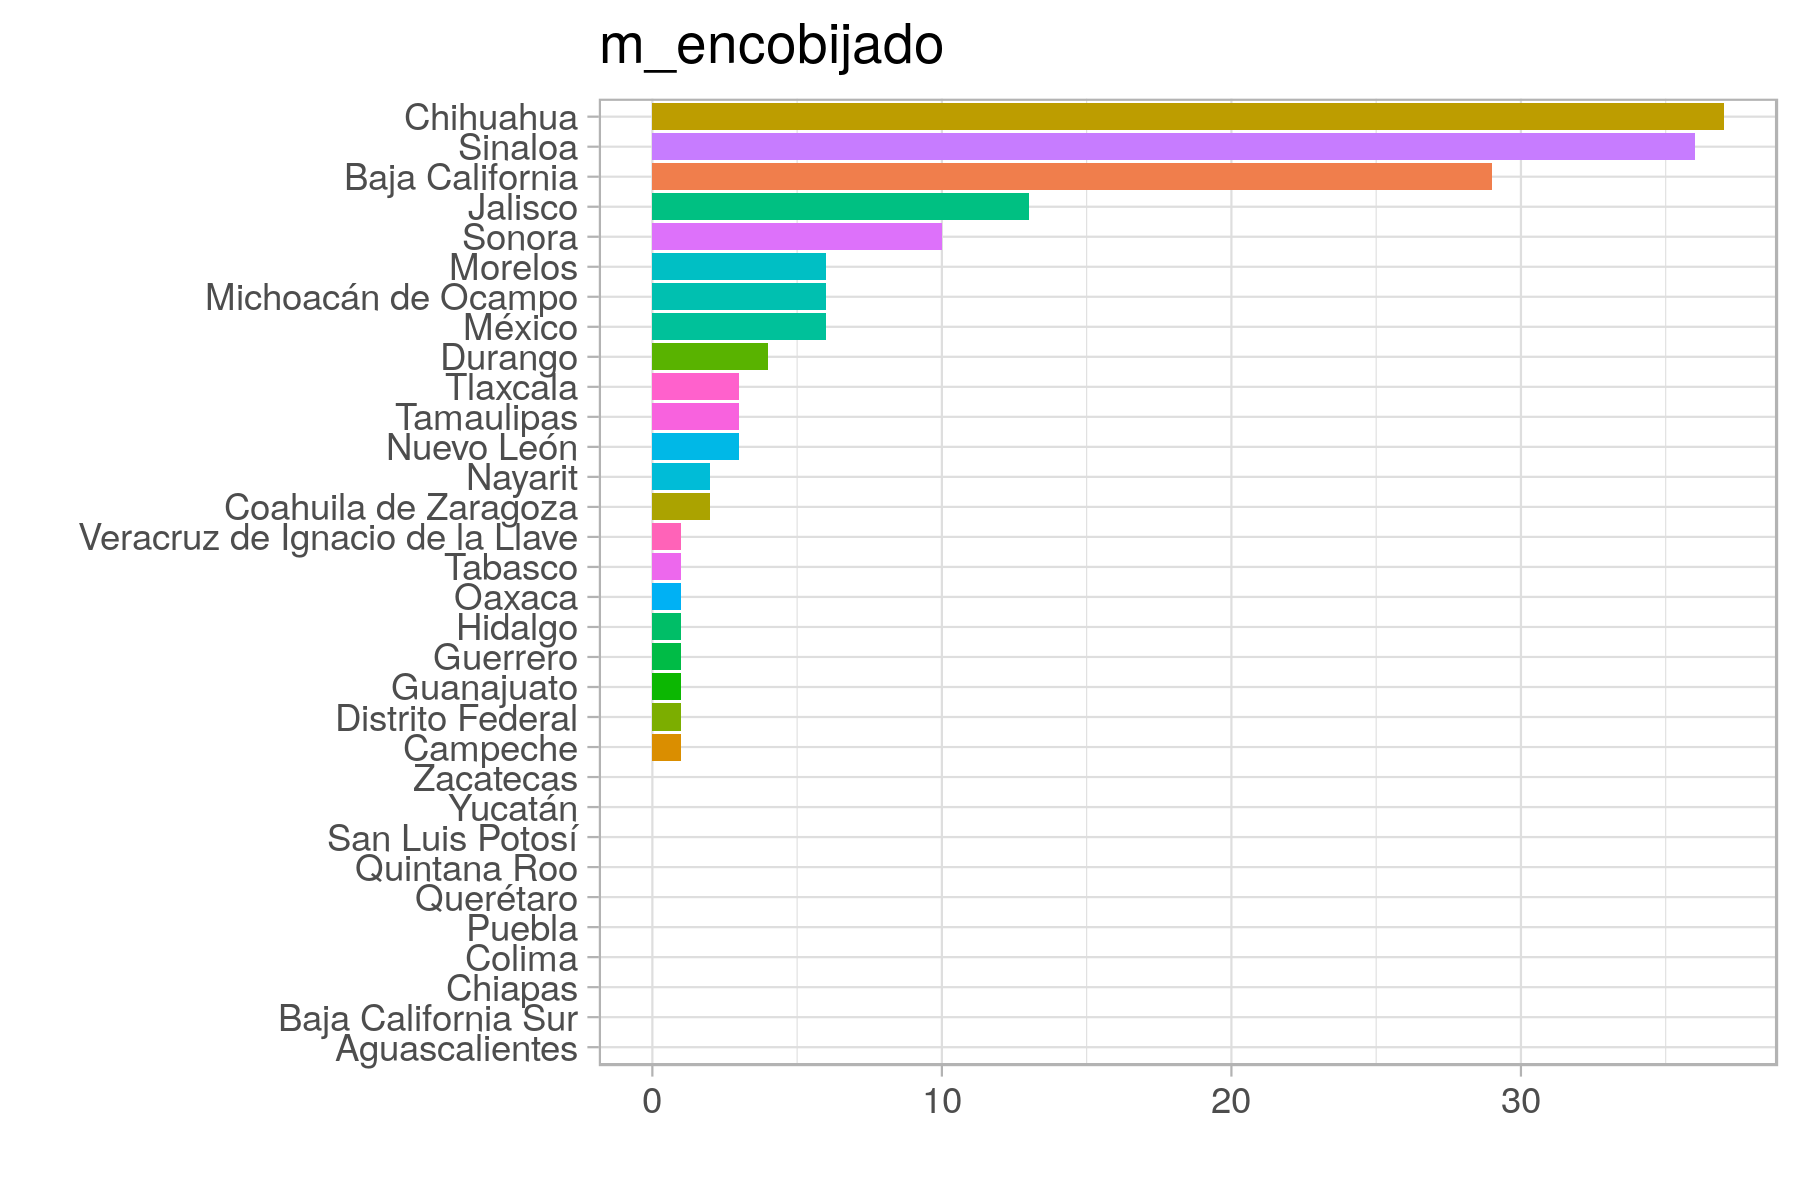 m_encobijado
Chihuahua
Sinaloa
Baja California
Jalisco
Sonora
Morelos
Michoacán de Ocampo
México
Durango
Tlaxcala
Tamaulipas
Nuevo León
Nayarit
Coahuila de Zaragoza
Veracruz de Ignacio de la Llave
Tabasco
Oaxaca
Hidalgo
Guerrero
Guanajuato
Distrito Federal
Campeche
Zacatecas
Yucatán
San Luis Potosí
Quintana Roo
Querétaro
Puebla
Colima
Chiapas
Baja California Sur
Aguascalientes
0 10 20 30